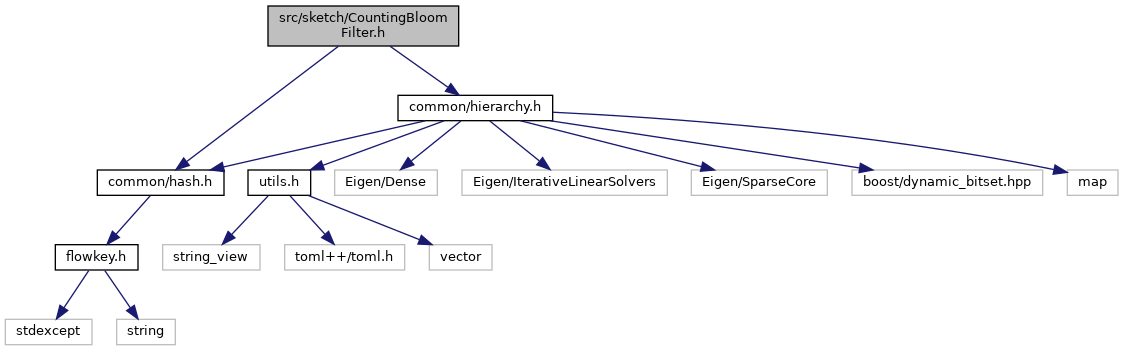 src/sketch/CountingBloom
Filter.h
common/hierarchy.h
common/hash.h
utils.h
Eigen/Dense
Eigen/IterativeLinearSolvers
Eigen/SparseCore
boost/dynamic_bitset.hpp
map
flowkey.h
string_view
toml++/toml.h
vector
stdexcept
string